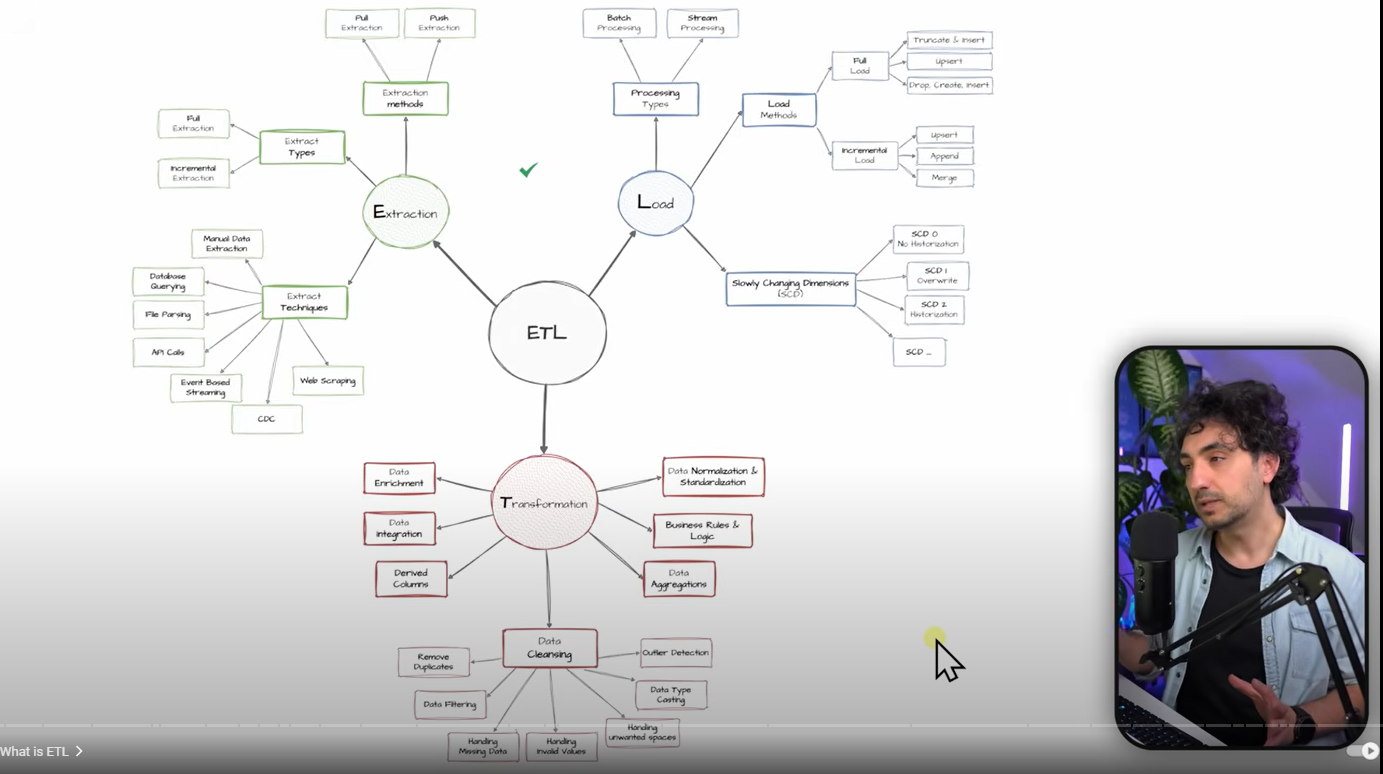 Pull
Extraction
Push
Extraction
Extraction
methods
Full
Extraction
Incremental
Extraction
Extract
Types
Extraction
Manual Data
Extraction
Database
Querying
File Parsing
API Calls
Event Based
Streaming
CDC
Web Scraping
Extract
Techniques
Batch
Processing
Stream
Processing
Processing
Types
Load
Methods
Full
Load
Truncate & Insert
Upsert
Drop, Create, Insert
Incremental
Load
Upsert
Append
Merge
Load
Slowly Changing Dimensions
(SCD)
SCD 0
No Historization
SCD 1
Overwrite
SCD 2
Historization
SCD ...
ETL
Transformation
Data
Enrichment
Data
Integration
Derived
Columns
Data Normalization &
Standardization
Business Rules &
Logic
Data
Aggregations
Data
Cleansing
Remove
Duplicates
Data Filtering
Handling
Missing Data
Handling
Invalid Values
Handling
unwanted spaces
Data Type
Casting
Outlier Detection
What is ETL